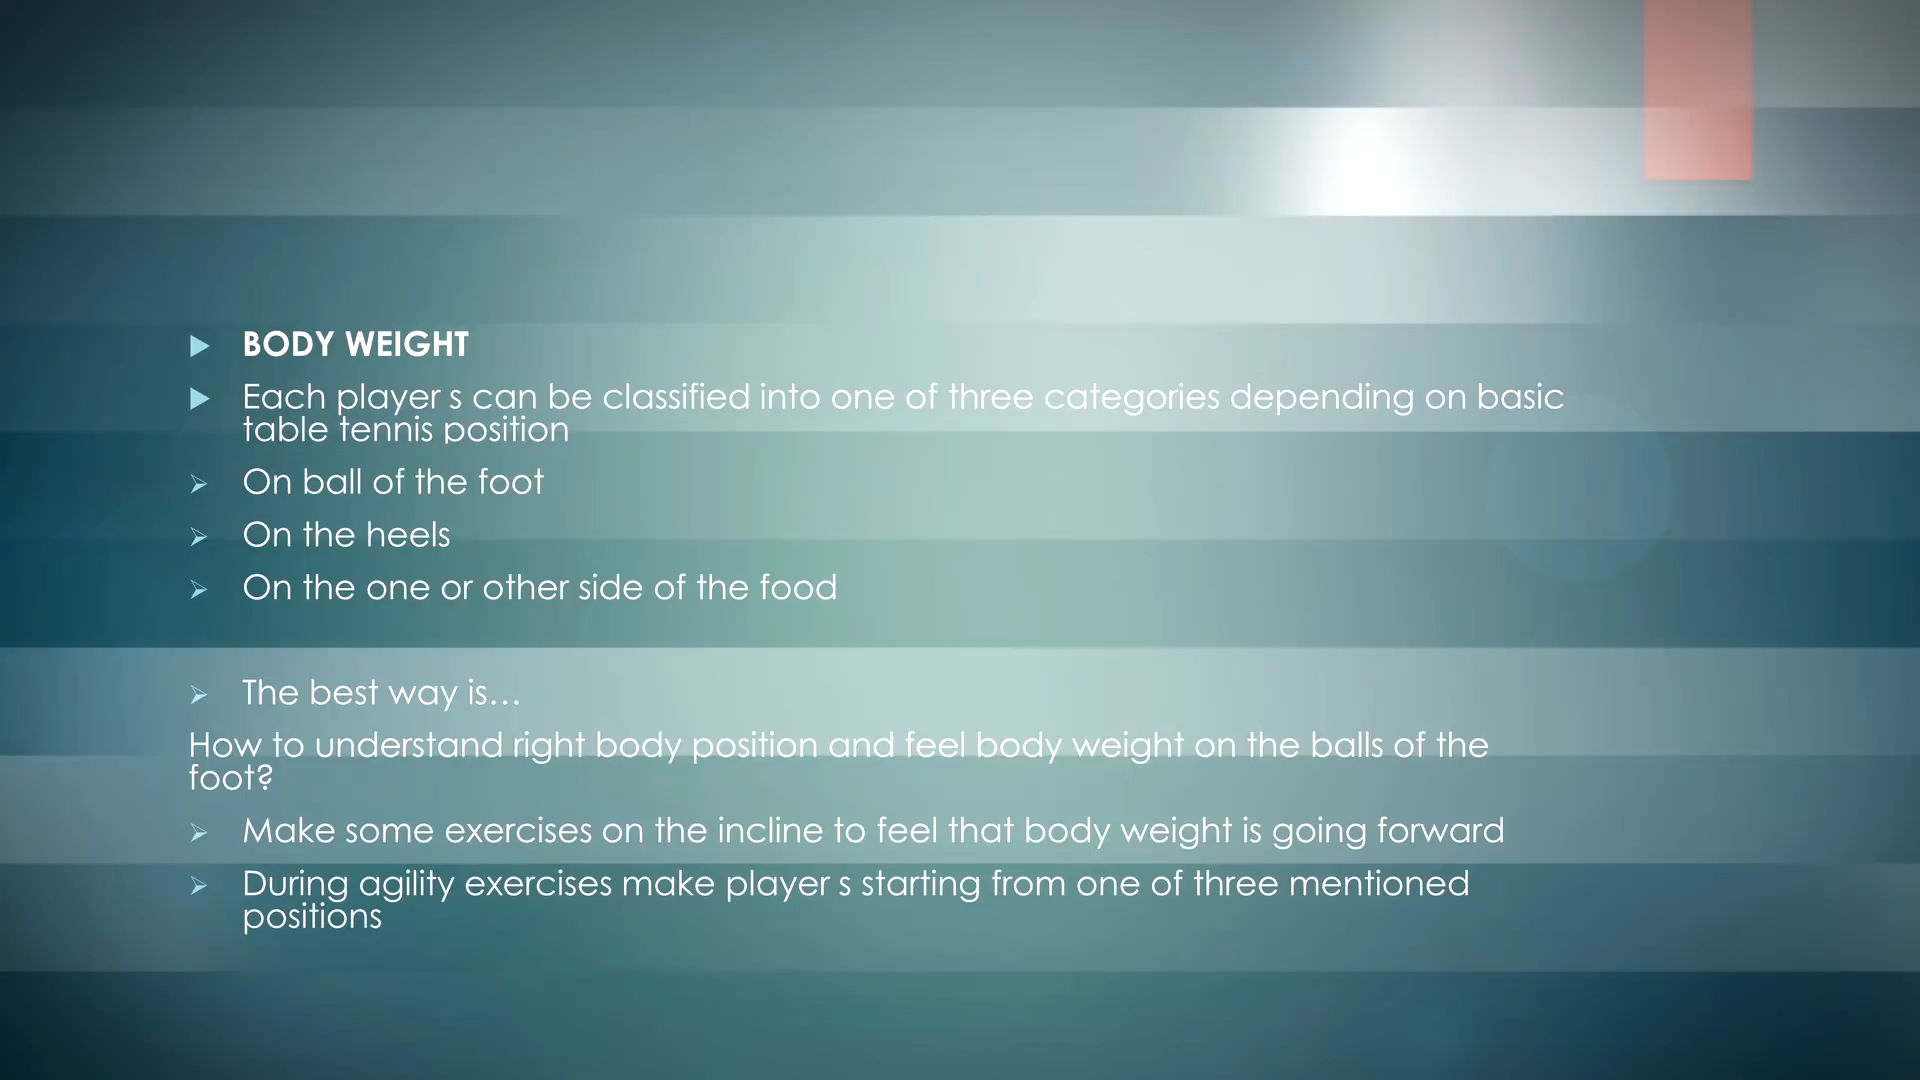 BODY WEIGHT
Each player s can be classified into one of three categories depending on basic
table tennis position
On ball of the foot
On the heels
On the one or other side of the food
The best way is…
How to understand right body position and feel body weight on the balls of the
foot?
Make some exercises on the incline to feel that body weight is going forward
During agility exercises make player s starting from one of three mentioned
positions